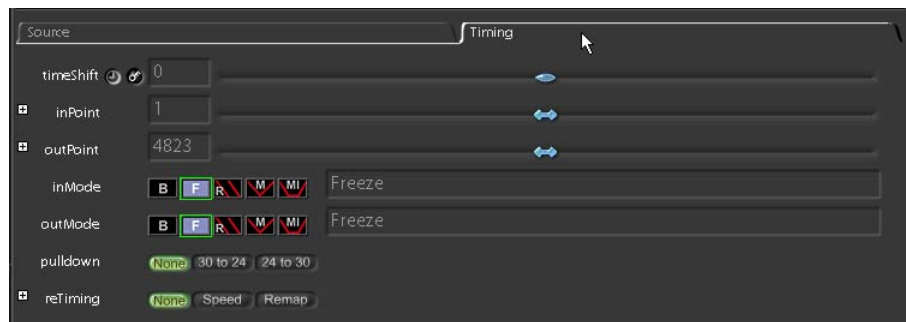 Source Timing
timeShift 0
inPoint 1
outPoint 4823
inMode B F R M MI Freeze
outMode B F R M MI Freeze
pulldown None 30 to 24 24 to 30
reTiming None Speed Remap